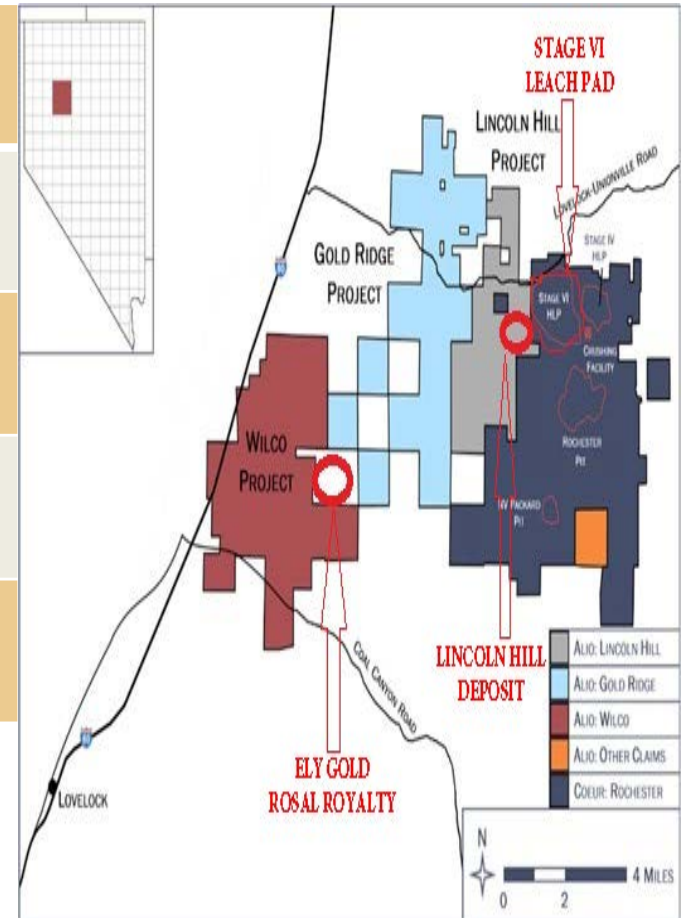 STAGE VI
LEACH PAD
LINCOLN HILL
PROJECT
LOVELOCK-UNIONVILLE ROAD
GOLD RIDGE
PROJECT
STAGE IV
HLP
STAGE VI
HLP
CRUSHING
FACILITY
ROCHESTER
PIT
WILCO
PROJECT
NV PACKARD
PIT
COAL CANYON ROAD
LINCOLN HILL
DEPOSIT
ELY GOLD
ROSAL ROYALTY
LOVELOCK
ALIO: LINCOLN HILL
ALIO: GOLD RIDGE
ALIO: WILCO
ALIO: OTHER CLAIMS
COEUR: ROCHESTER
N
0 2 4 MILES